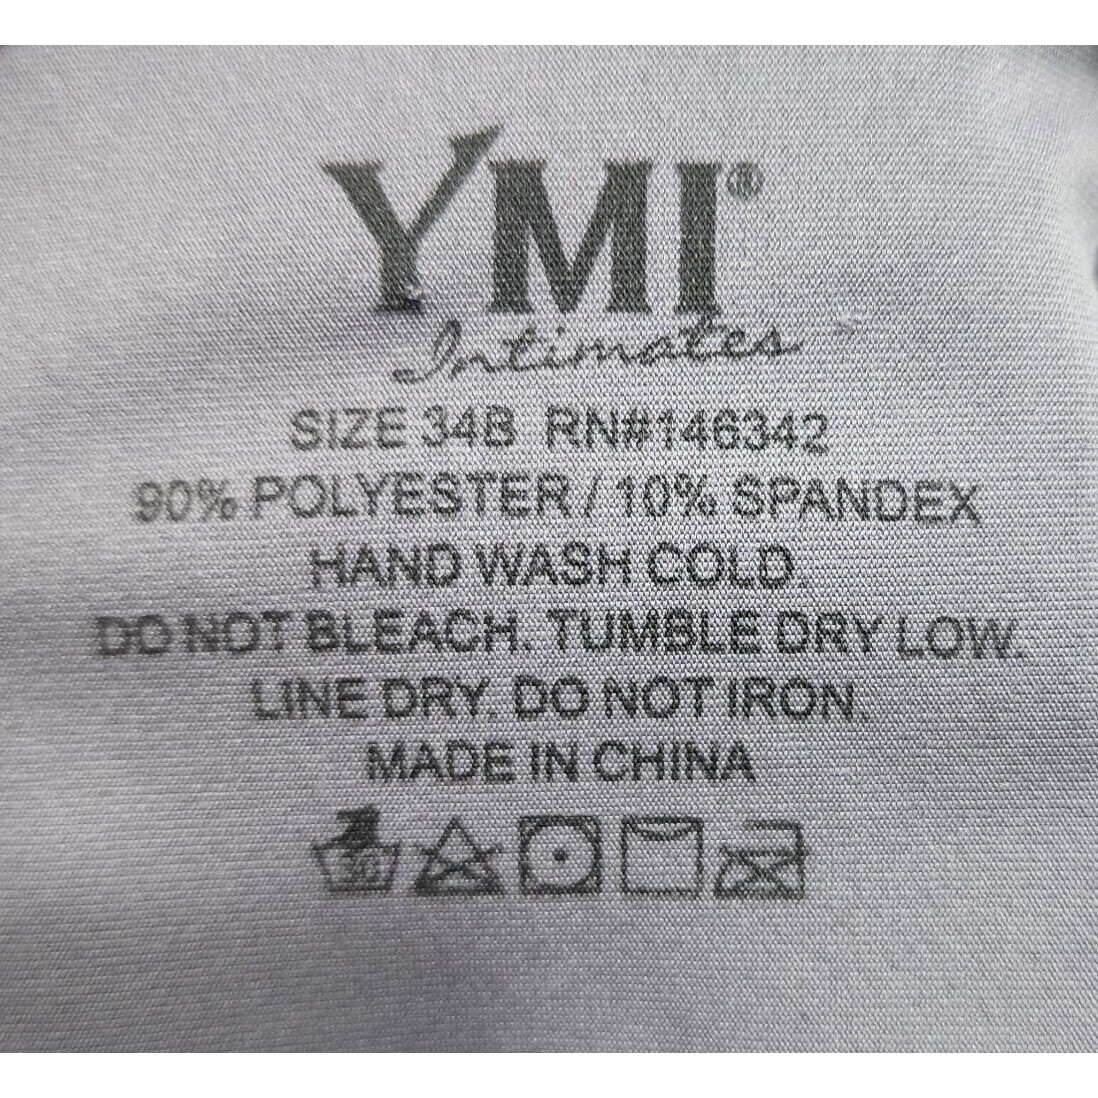 YMI®
Intimates
SIZE 34B RN#146342
90% POLYESTER / 10% SPANDEX
HAND WASH COLD.
DO NOT BLEACH. TUMBLE DRY LOW.
LINE DRY. DO NOT IRON.
MADE IN CHINA
30